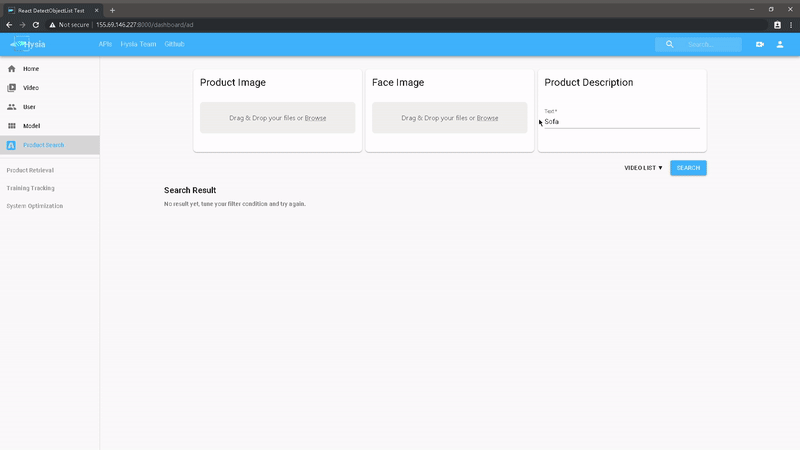 React DetectObjectList Test
Not secure | 155.69.146.227:8000/dashboard/ad
Hysia
APIs Hysia Team Github
Search...
Home
Video
User
Model
Product Search
Product Retrieval
Training Tracking
System Optimization
Product Image
Drag & Drop your files or Browse
Face Image
Drag & Drop your files or Browse
Product Description
Text *
Sofa
VIDEO LIST ▼
SEARCH
Search Result
No result yet, tune your filter condition and try again.